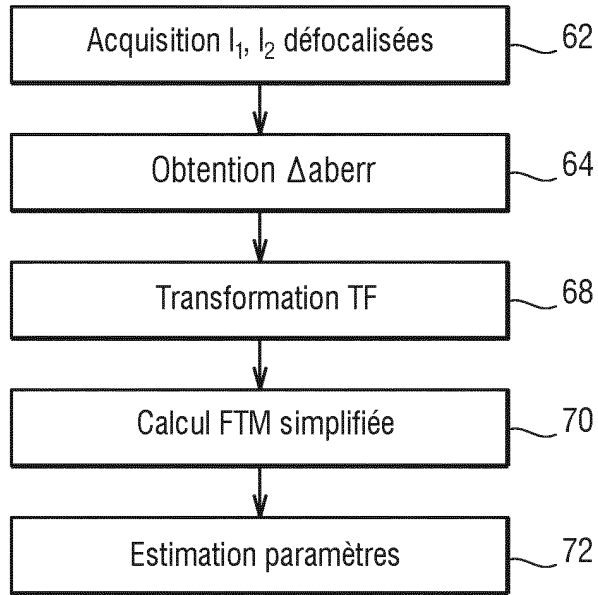 Acquisition I₁, I₂ défocalisées 62
Obtention Δaberr 64
Transformation TF 68
Calcul FTM simplifiée 70
Estimation paramètres 72